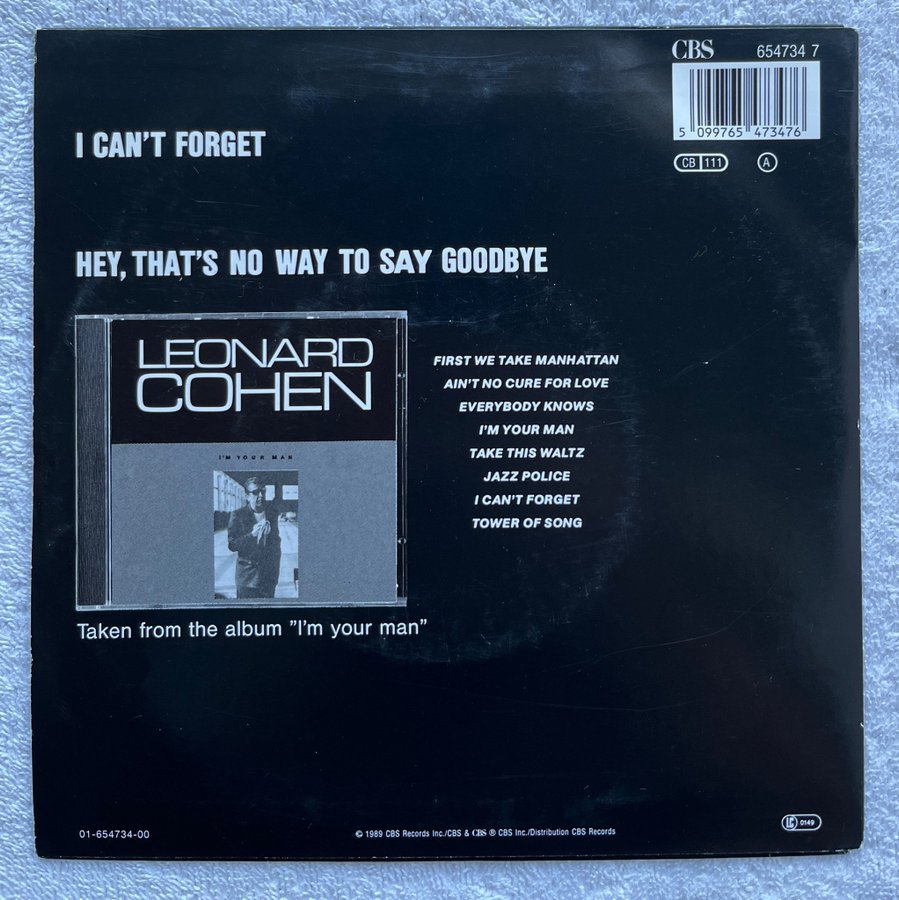 CBS 654734 7
5 099765 473476
CB 111 A
I CAN'T FORGET
HEY, THAT'S NO WAY TO SAY GOODBYE
LEONARD
COHEN
I'M YOUR MAN
FIRST WE TAKE MANHATTAN
AIN'T NO CURE FOR LOVE
EVERYBODY KNOWS
I'M YOUR MAN
TAKE THIS WALTZ
JAZZ POLICE
I CAN'T FORGET
TOWER OF SONG
Taken from the album "I'm your man"
01-654734-00
© 1989 CBS Records Inc./CBS & CBS ® CBS Inc./Distribution CBS Records
LC 0149